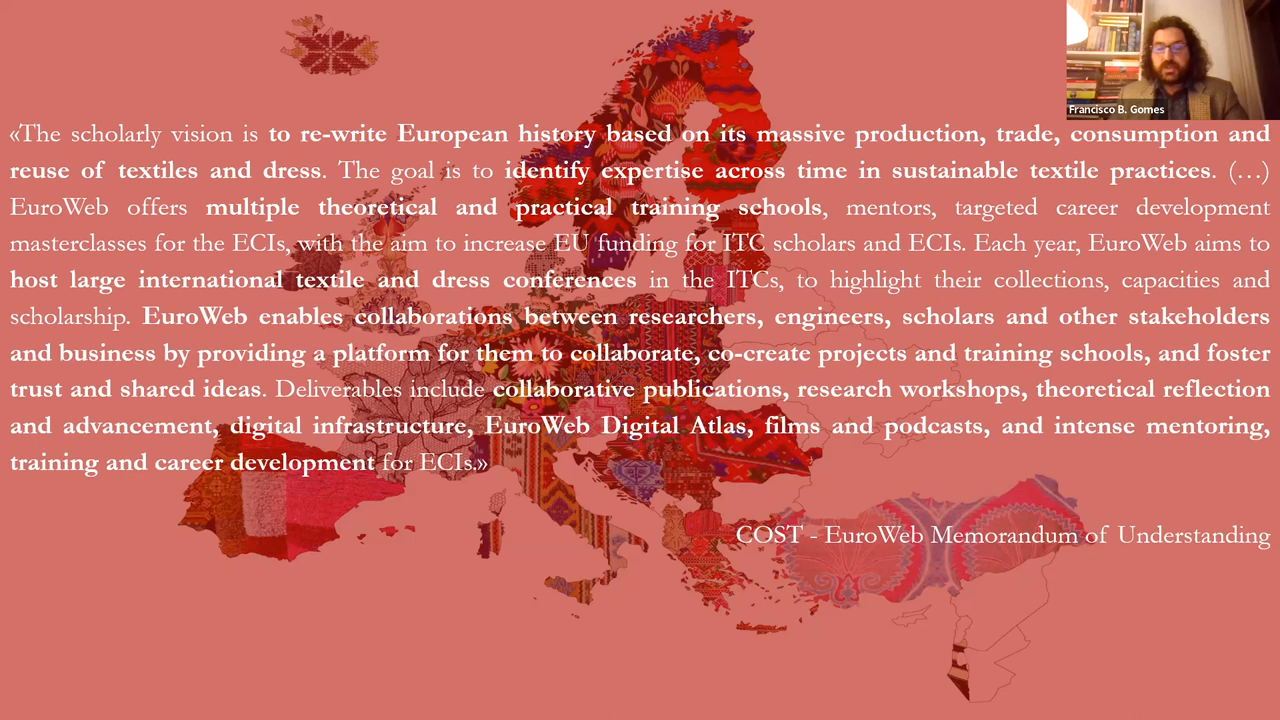 Francisco B. Gomes
«The scholarly vision is to re-write European history based on its massive production, trade, consumption and
reuse of textiles and dress. The goal is to identify expertise across time in sustainable textile practices. (…)
EuroWeb offers multiple theoretical and practical training schools, mentors, targeted career development
masterclasses for the ECIs, with the aim to increase EU funding for ITC scholars and ECIs. Each year, EuroWeb aims to
host large international textile and dress conferences in the ITCs, to highlight their collections, capacities and
scholarship. EuroWeb enables collaborations between researchers, engineers, scholars and other stakeholders
and business by providing a platform for them to collaborate, co-create projects and training schools, and foster
trust and shared ideas. Deliverables include collaborative publications, research workshops, theoretical reflection
and advancement, digital infrastructure, EuroWeb Digital Atlas, films and podcasts, and intense mentoring,
training and career development for ECIs.»
COST - EuroWeb Memorandum of Understanding